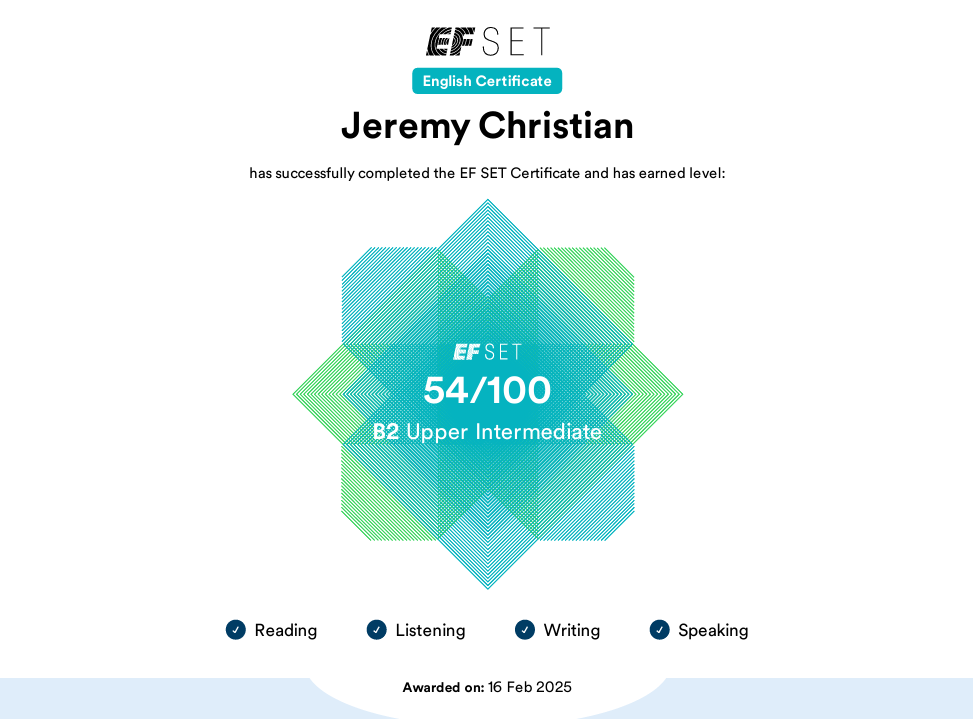 EF SET
English Certificate
Jeremy Christian
has successfully completed the EF SET Certificate and has earned level:
EF SET
54/100
B2 Upper Intermediate
Reading Listening Writing Speaking
Awarded on: 16 Feb 2025